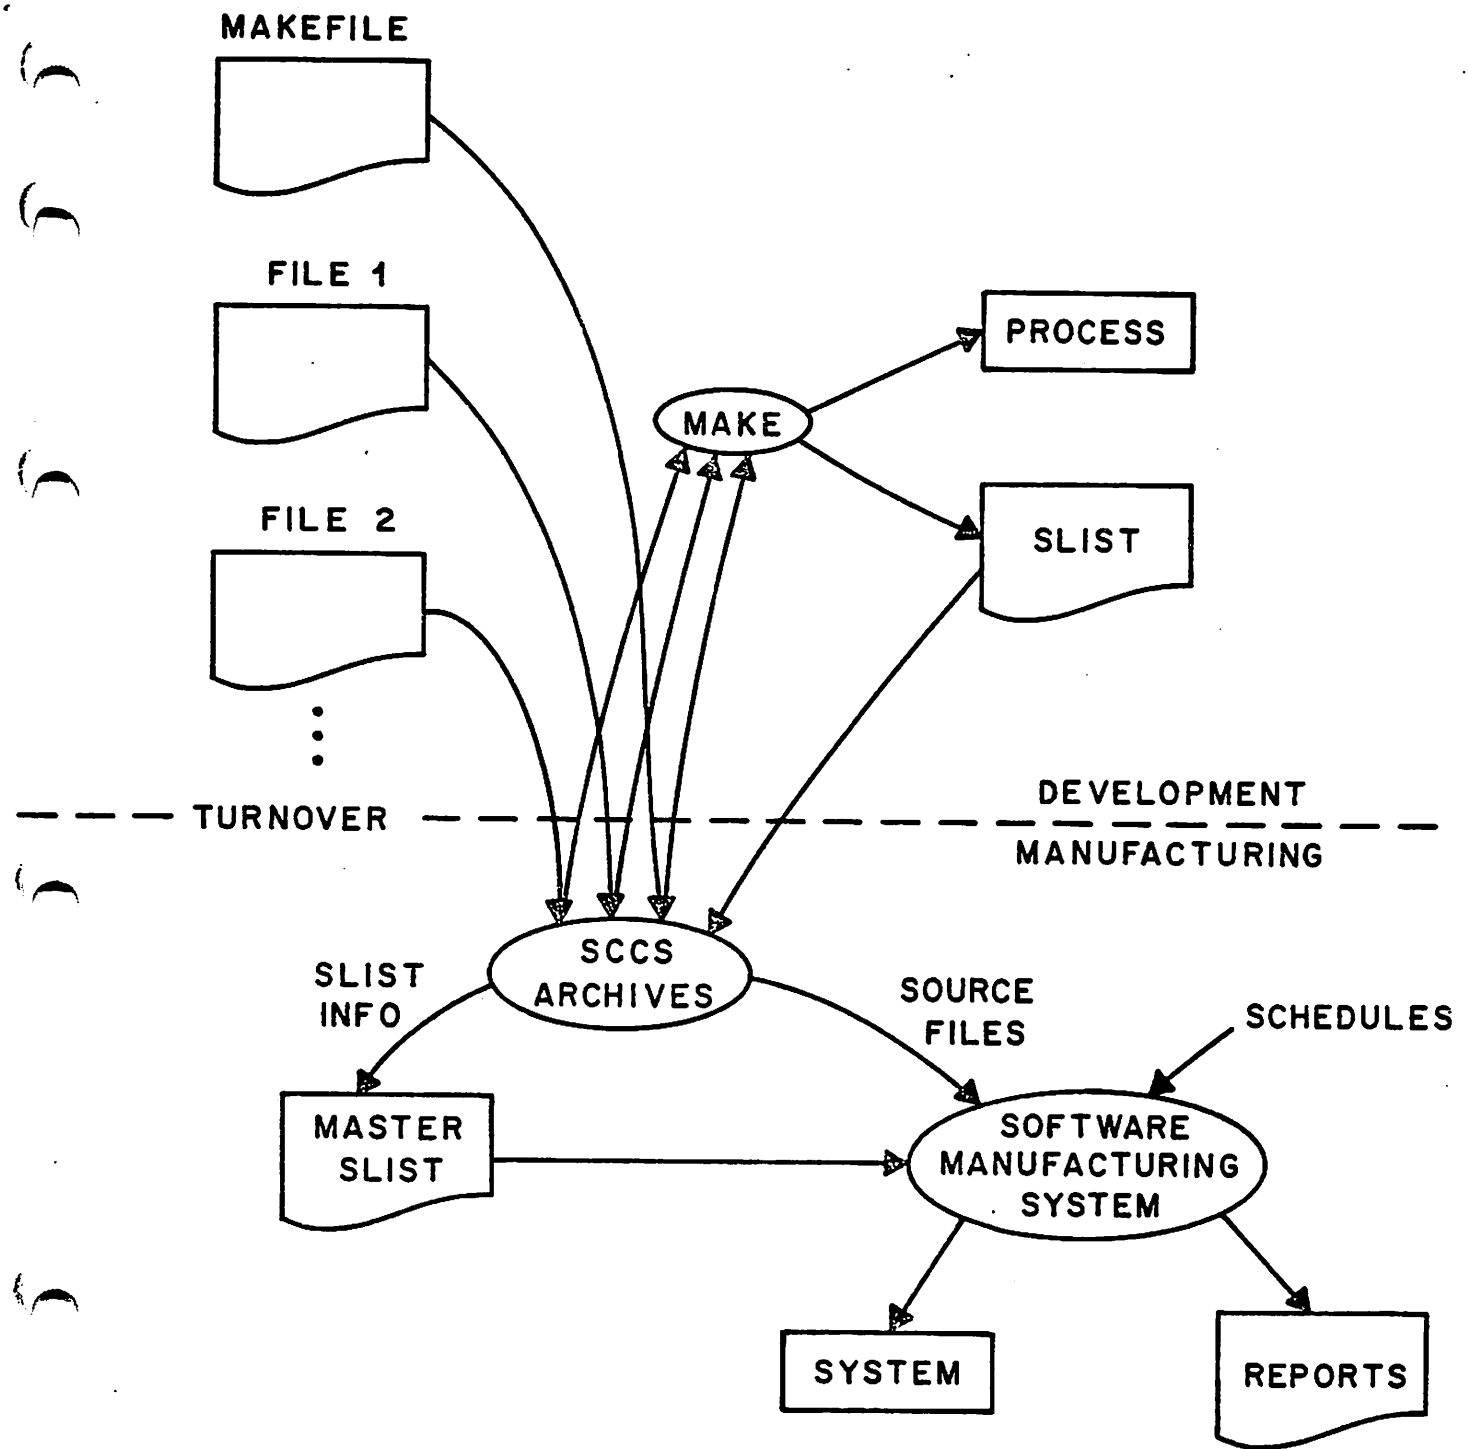 MAKEFILE
FILE 1
PROCESS
MAKE
SLIST
FILE 2
TURNOVER
DEVELOPMENT
MANUFACTURING
SCCS
ARCHIVES
SLIST
INFO
SOURCE
FILES
SCHEDULES
MASTER
SLIST
SOFTWARE
MANUFACTURING
SYSTEM
SYSTEM
REPORTS